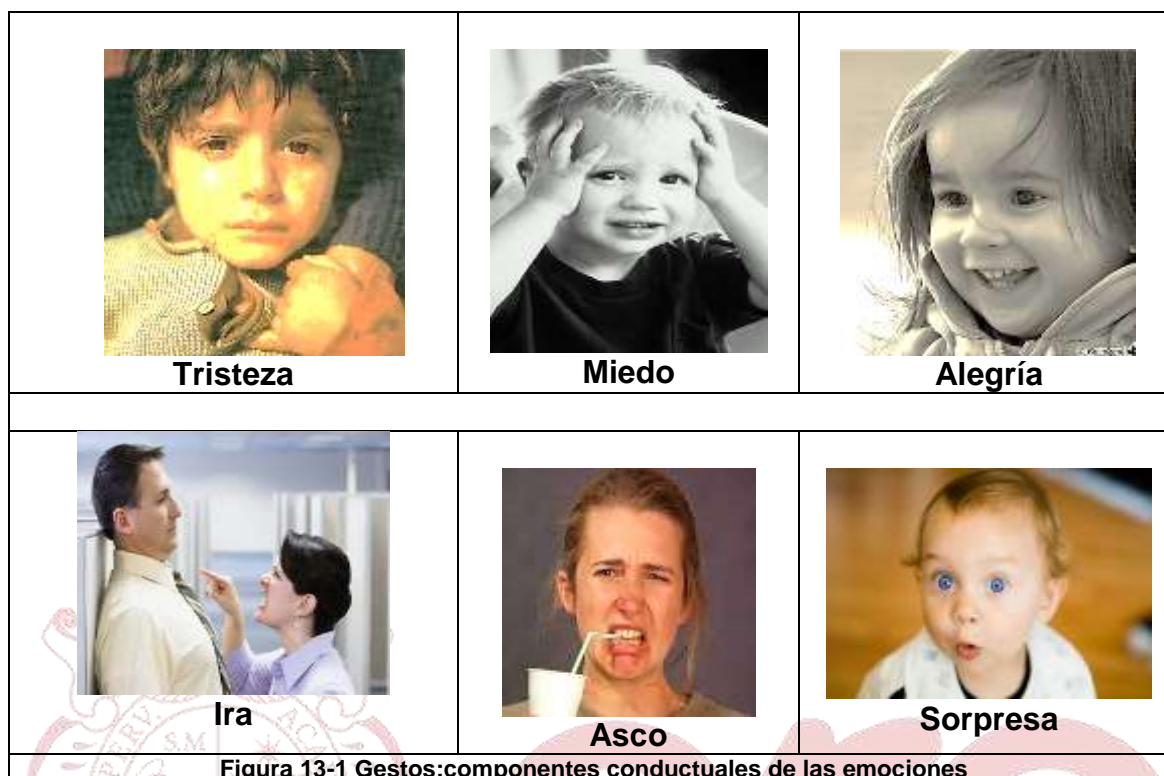 Tristeza
Miedo
Alegría
Ira
Asco
Sorpresa
Figura 13-1 Gestos:componentes conductuales de las emociones